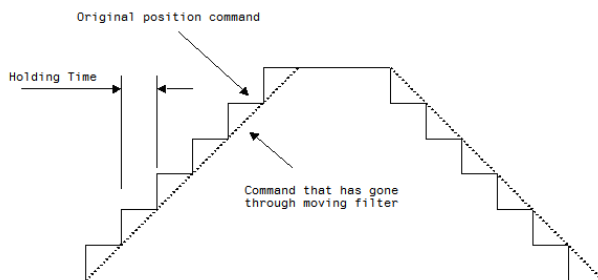 Original position command
Holding Time
Command that has gone
through moving filter